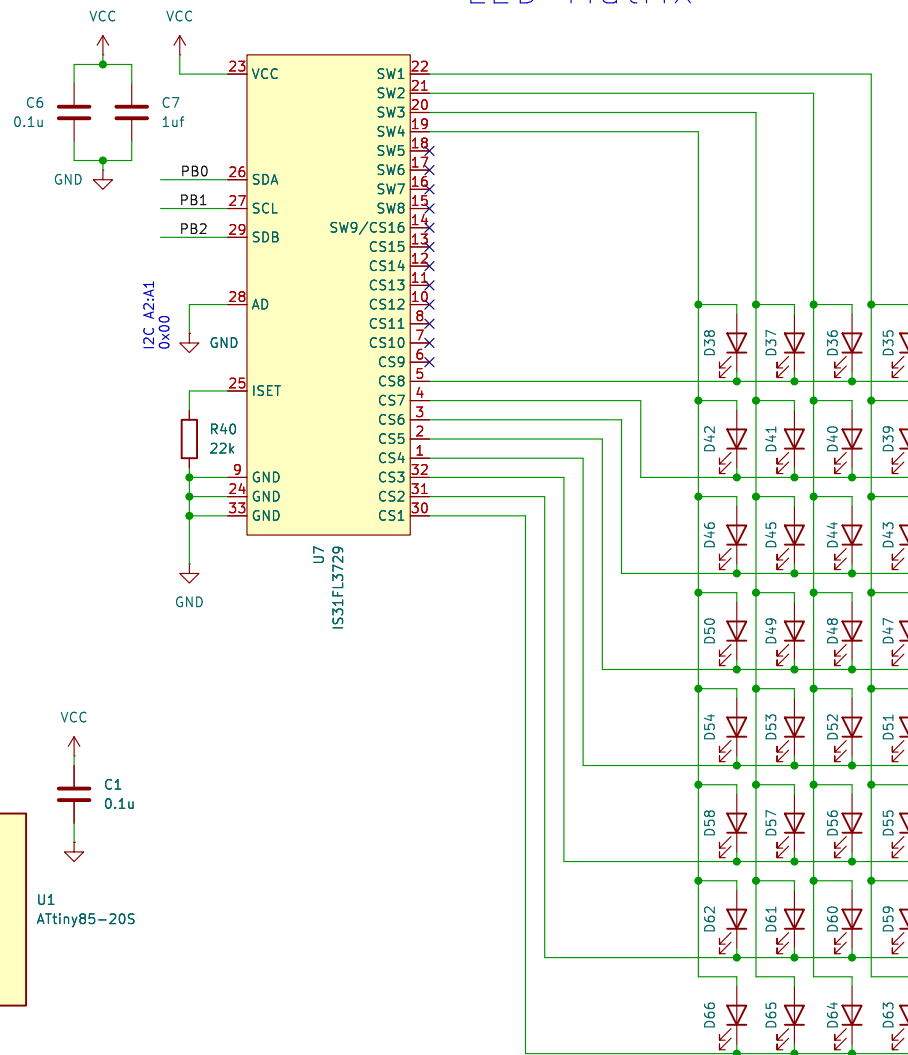 LED Matrix
VCC
VCC
C6
0.1u
C7
1uf
GND
PB0
PB1
PB2
I2C A2:A1
0x00
GND
R40
22k
GND
23
VCC
26
SDA
27
SCL
29
SDB
28
AD
25
ISET
9
GND
24
GND
33
GND
SW1
22
SW2
21
SW3
20
SW4
19
SW5
18
SW6
17
SW7
16
SW8
15
SW9/CS16
14
CS15
13
CS14
12
CS13
11
CS12
10
CS11
8
CS10
7
CS9
6
CS8
5
CS7
4
CS6
3
CS5
2
CS4
1
CS3
32
CS2
31
CS1
30
U7
IS31FL3729
D38
D37
D36
D35
D42
D41
D40
D39
D46
D45
D44
D43
D50
D49
D48
D47
D54
D53
D52
D51
D58
D57
D56
D55
D62
D61
D60
D59
D66
D65
D64
D63
VCC
C1
0.1u
U1
ATtiny85-20S